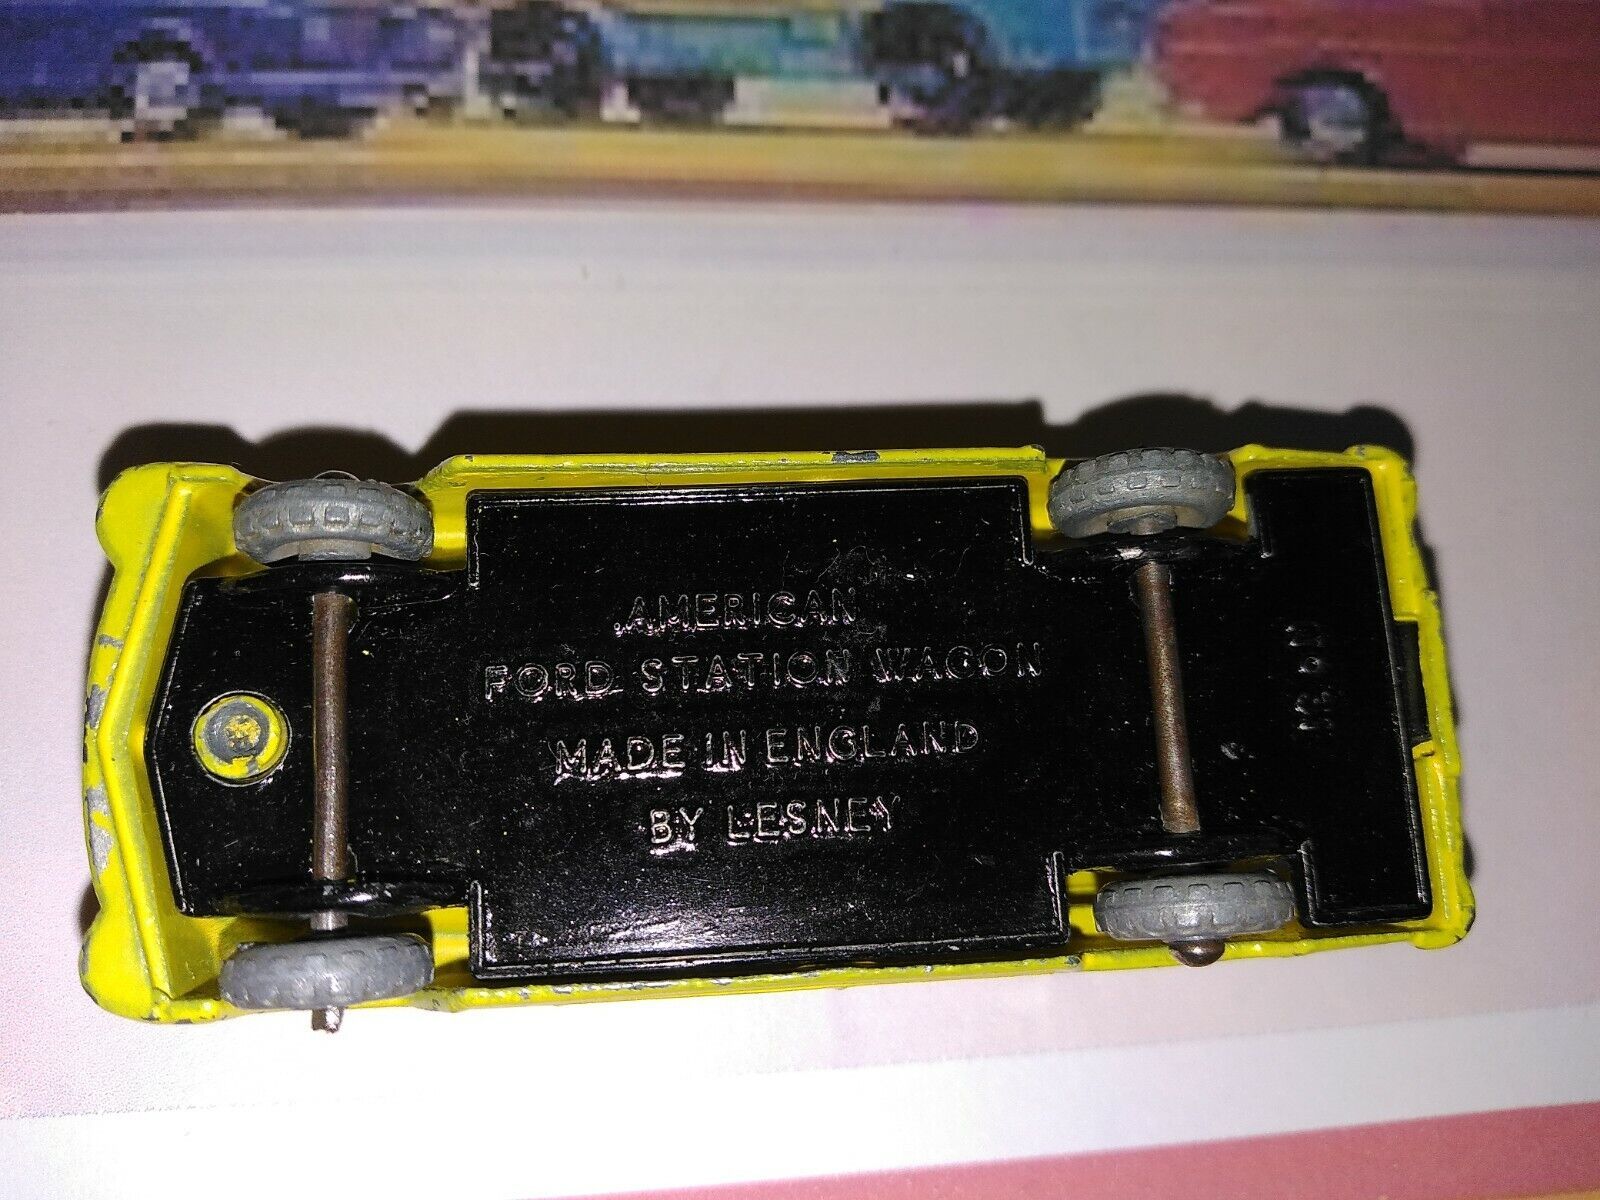 AMERICAN
FORD STATION WAGON
MADE IN ENGLAND
BY LESNEY